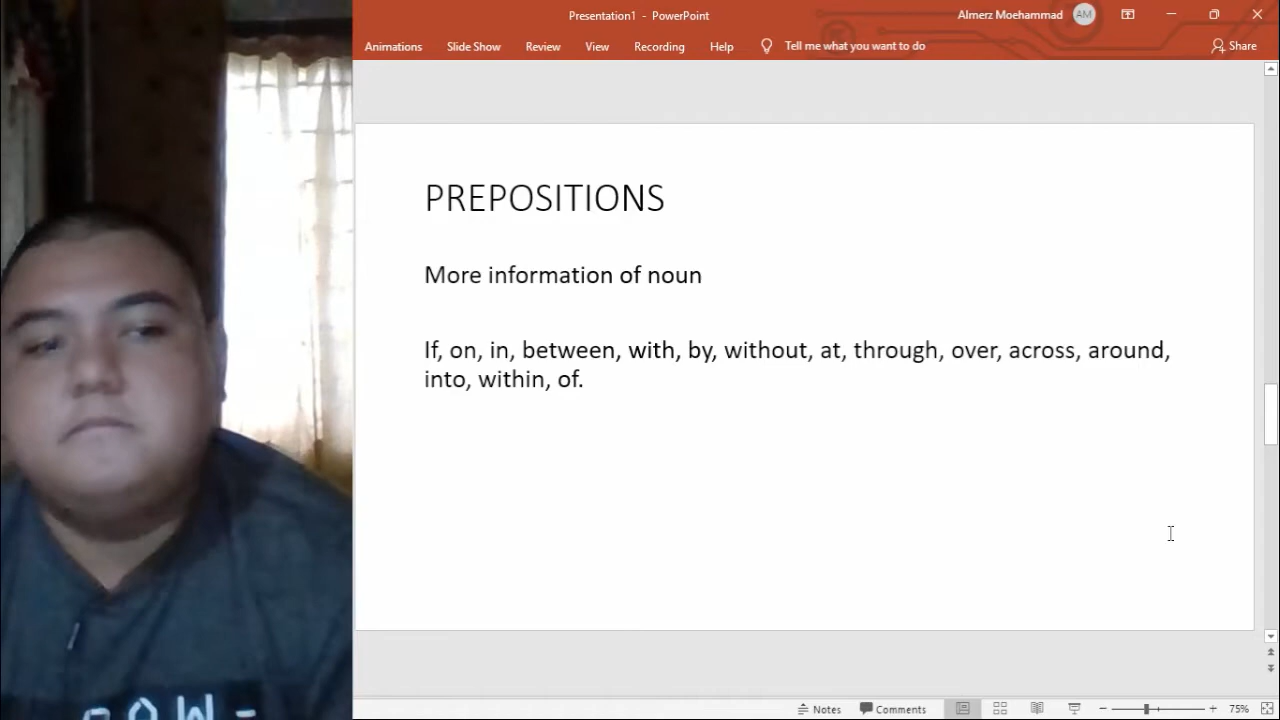 Presentation1 - PowerPoint
Almerz Moehammad
AM
Animations
Slide Show
Review
View
Recording
Help
Tell me what you want to do
Share
PREPOSITIONS
More information of noun
If, on, in, between, with, by, without, at, through, over, across, around,
into, within, of.
Notes
Comments
75%